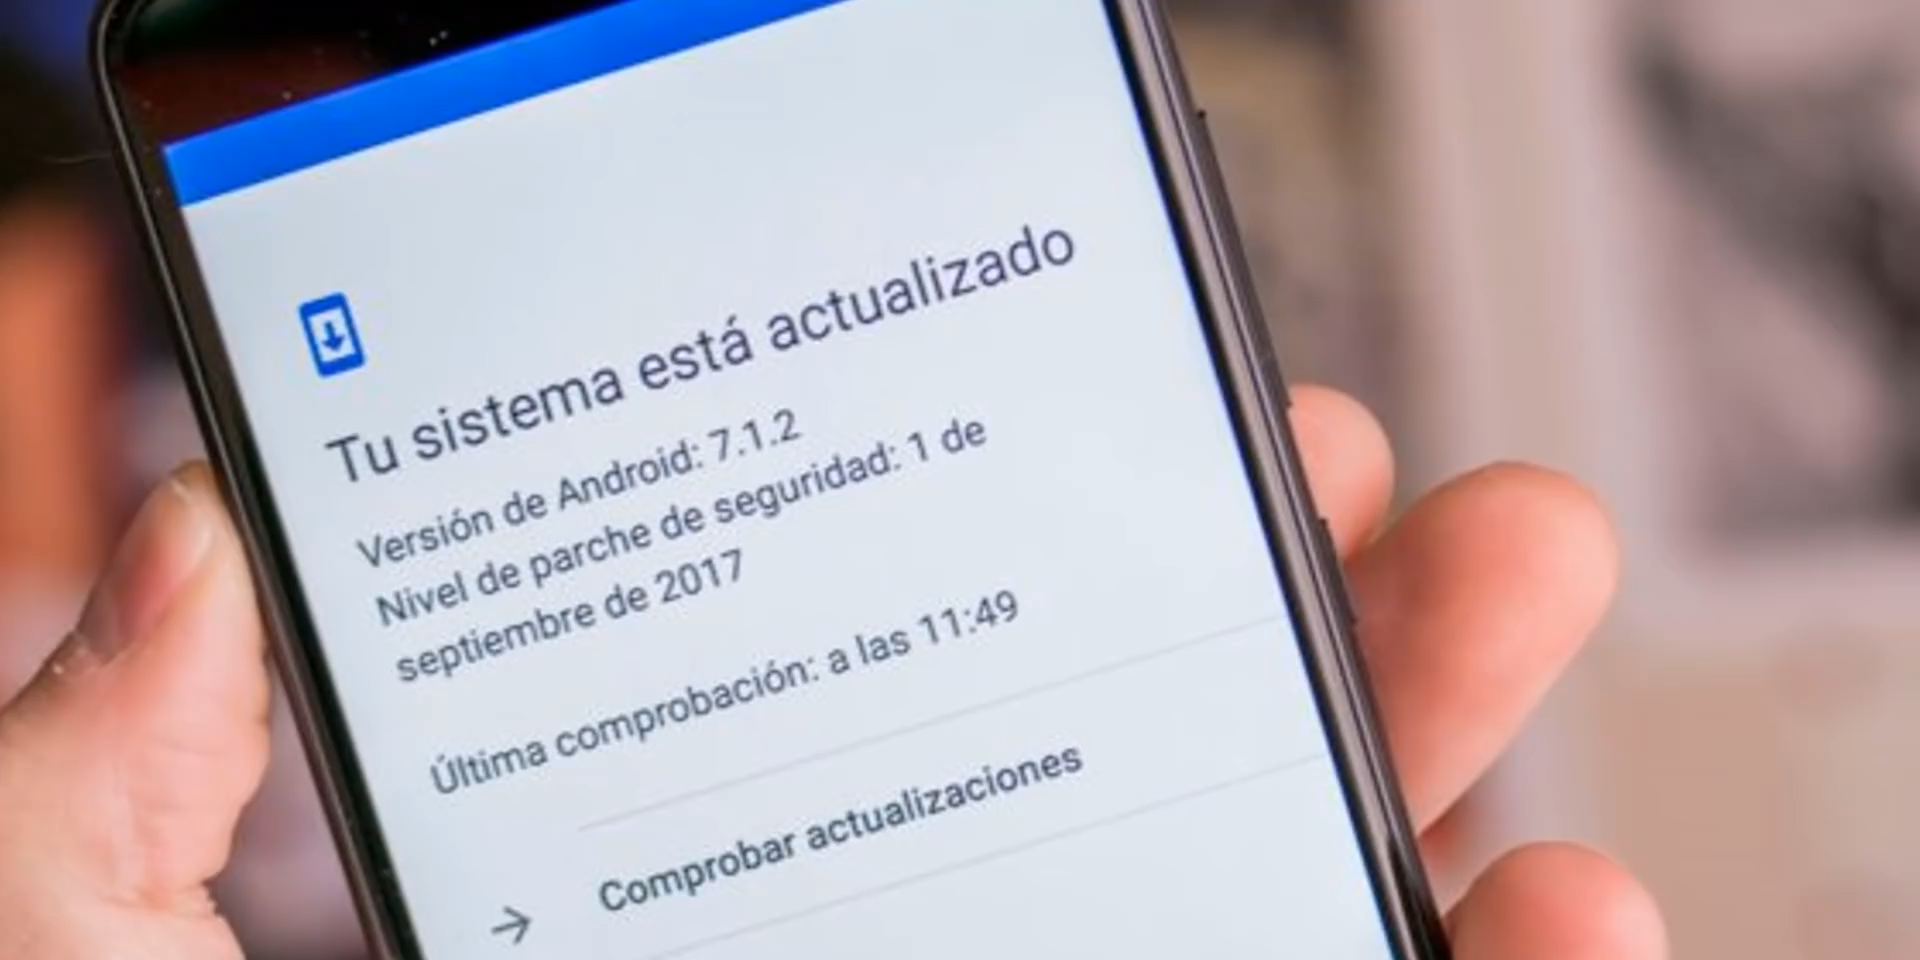 Tu sistema está actualizado
Versión de Android: 7.1.2
Nivel de parche de seguridad: 1 de
septiembre de 2017
Última comprobación: a las 11:49
Comprobar actualizaciones